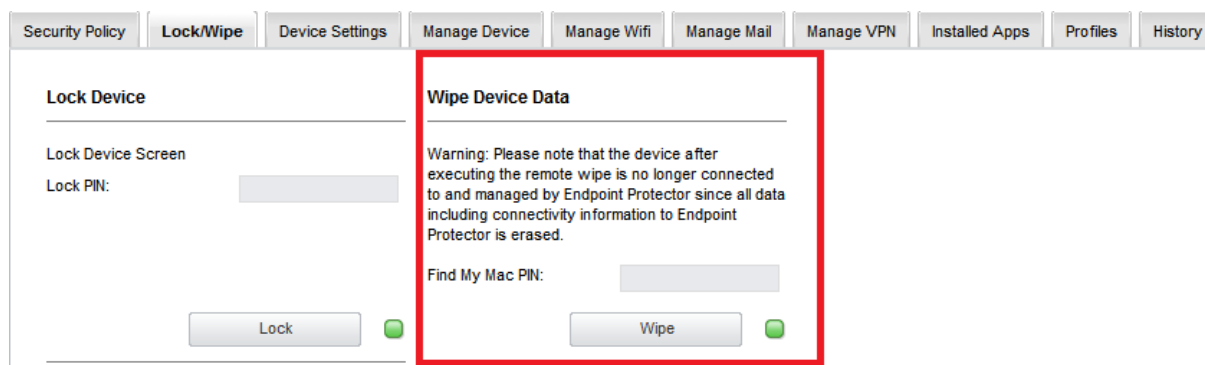 Security Policy Lock/Wipe Device Settings Manage Device Manage Wifi Manage Mail Manage VPN Installed Apps Profiles History
Lock Device
Lock Device Screen
Lock PIN:
Lock
Wipe Device Data
Warning: Please note that the device after
executing the remote wipe is no longer connected
to and managed by Endpoint Protector since all data
including connectivity information to Endpoint
Protector is erased.
Find My Mac PIN:
Wipe